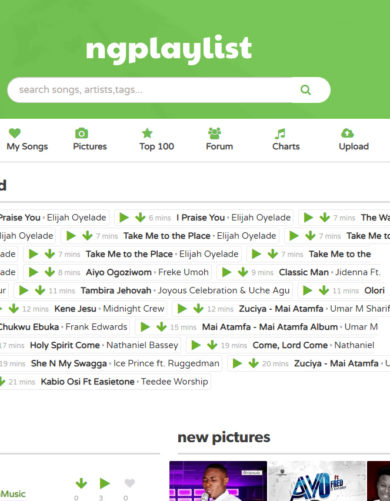 ngplaylist
search songs, artists,tags...
My Songs Pictures Top 100 Forum Charts Upload
d
Praise You · Elijah Oyelade 6 mins I Praise You · Elijah Oyelade 7 mins The Wa
lijah Oyelade 7 mins Take Me to the Place · Elijah Oyelade 7 mins Take Me to
lade 7 mins Take Me to the Place · Elijah Oyelade 7 mins Take Me to the
lade 8 mins Aiyo Ogoziwom · Freke Umoh 9 mins Classic Man · Jidenna Ft.
ur 11 mins Tambira Jehovah · Joyous Celebration & Uche Agu 11 mins Olori
12 mins Kene Jesu · Midnight Crew 12 mins Zuciya - Mai Atamfa · Umar M Sharif
Chukwu Ebuka · Frank Edwards 15 mins Mai Atamfa - Mai Atamfa Album · Umar M
17 mins Holy Spirit Come · Nathaniel Bassey 19 mins Come, Lord Come · Nathaniel
19 mins She N My Swagga · Ice Prince ft. Ruggedman 20 mins Zuciya - Mai Atamfa · U
21 mins Kabio Osi Ft Easietone · Teedee Worship
new pictures
Music 0 3 0
AVO
FRED